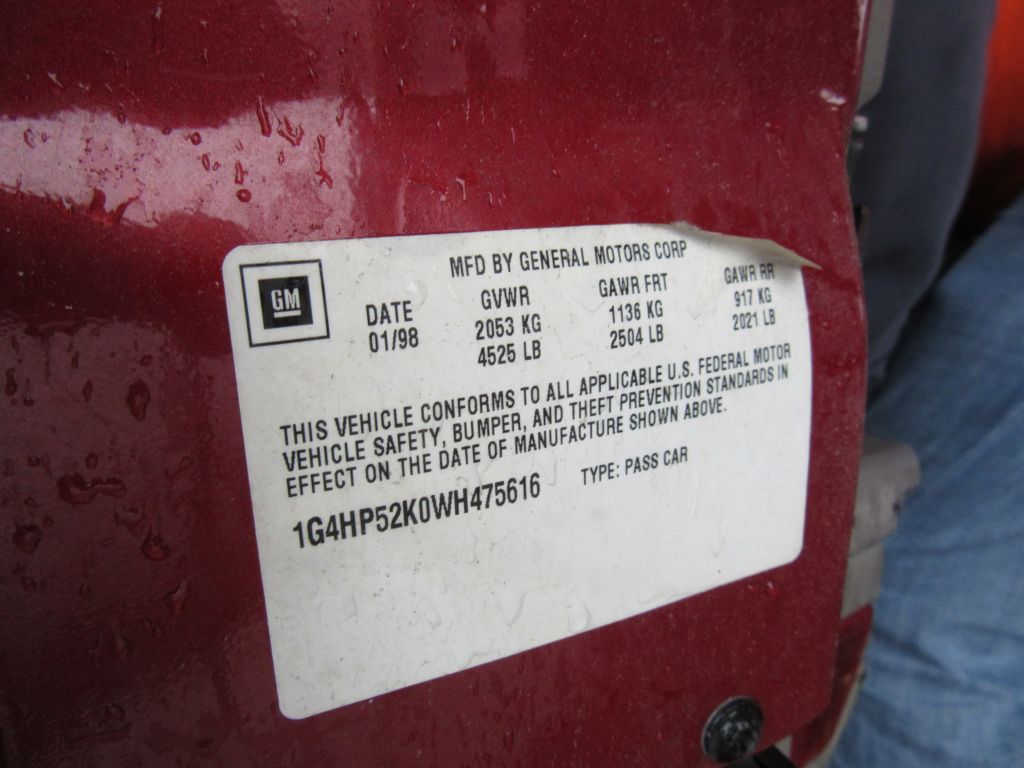 MFD BY GENERAL MOTORS CORP
GM
DATE GVWR GAWR FRT GAWR RR
01/98 2053 KG 1136 KG 917 KG
4525 LB 2504 LB 2021 LB
THIS VEHICLE CONFORMS TO ALL APPLICABLE U.S. FEDERAL MOTOR
VEHICLE SAFETY, BUMPER, AND THEFT PREVENTION STANDARDS IN
EFFECT ON THE DATE OF MANUFACTURE SHOWN ABOVE.
1G4HP52K0WH475616 TYPE: PASS CAR